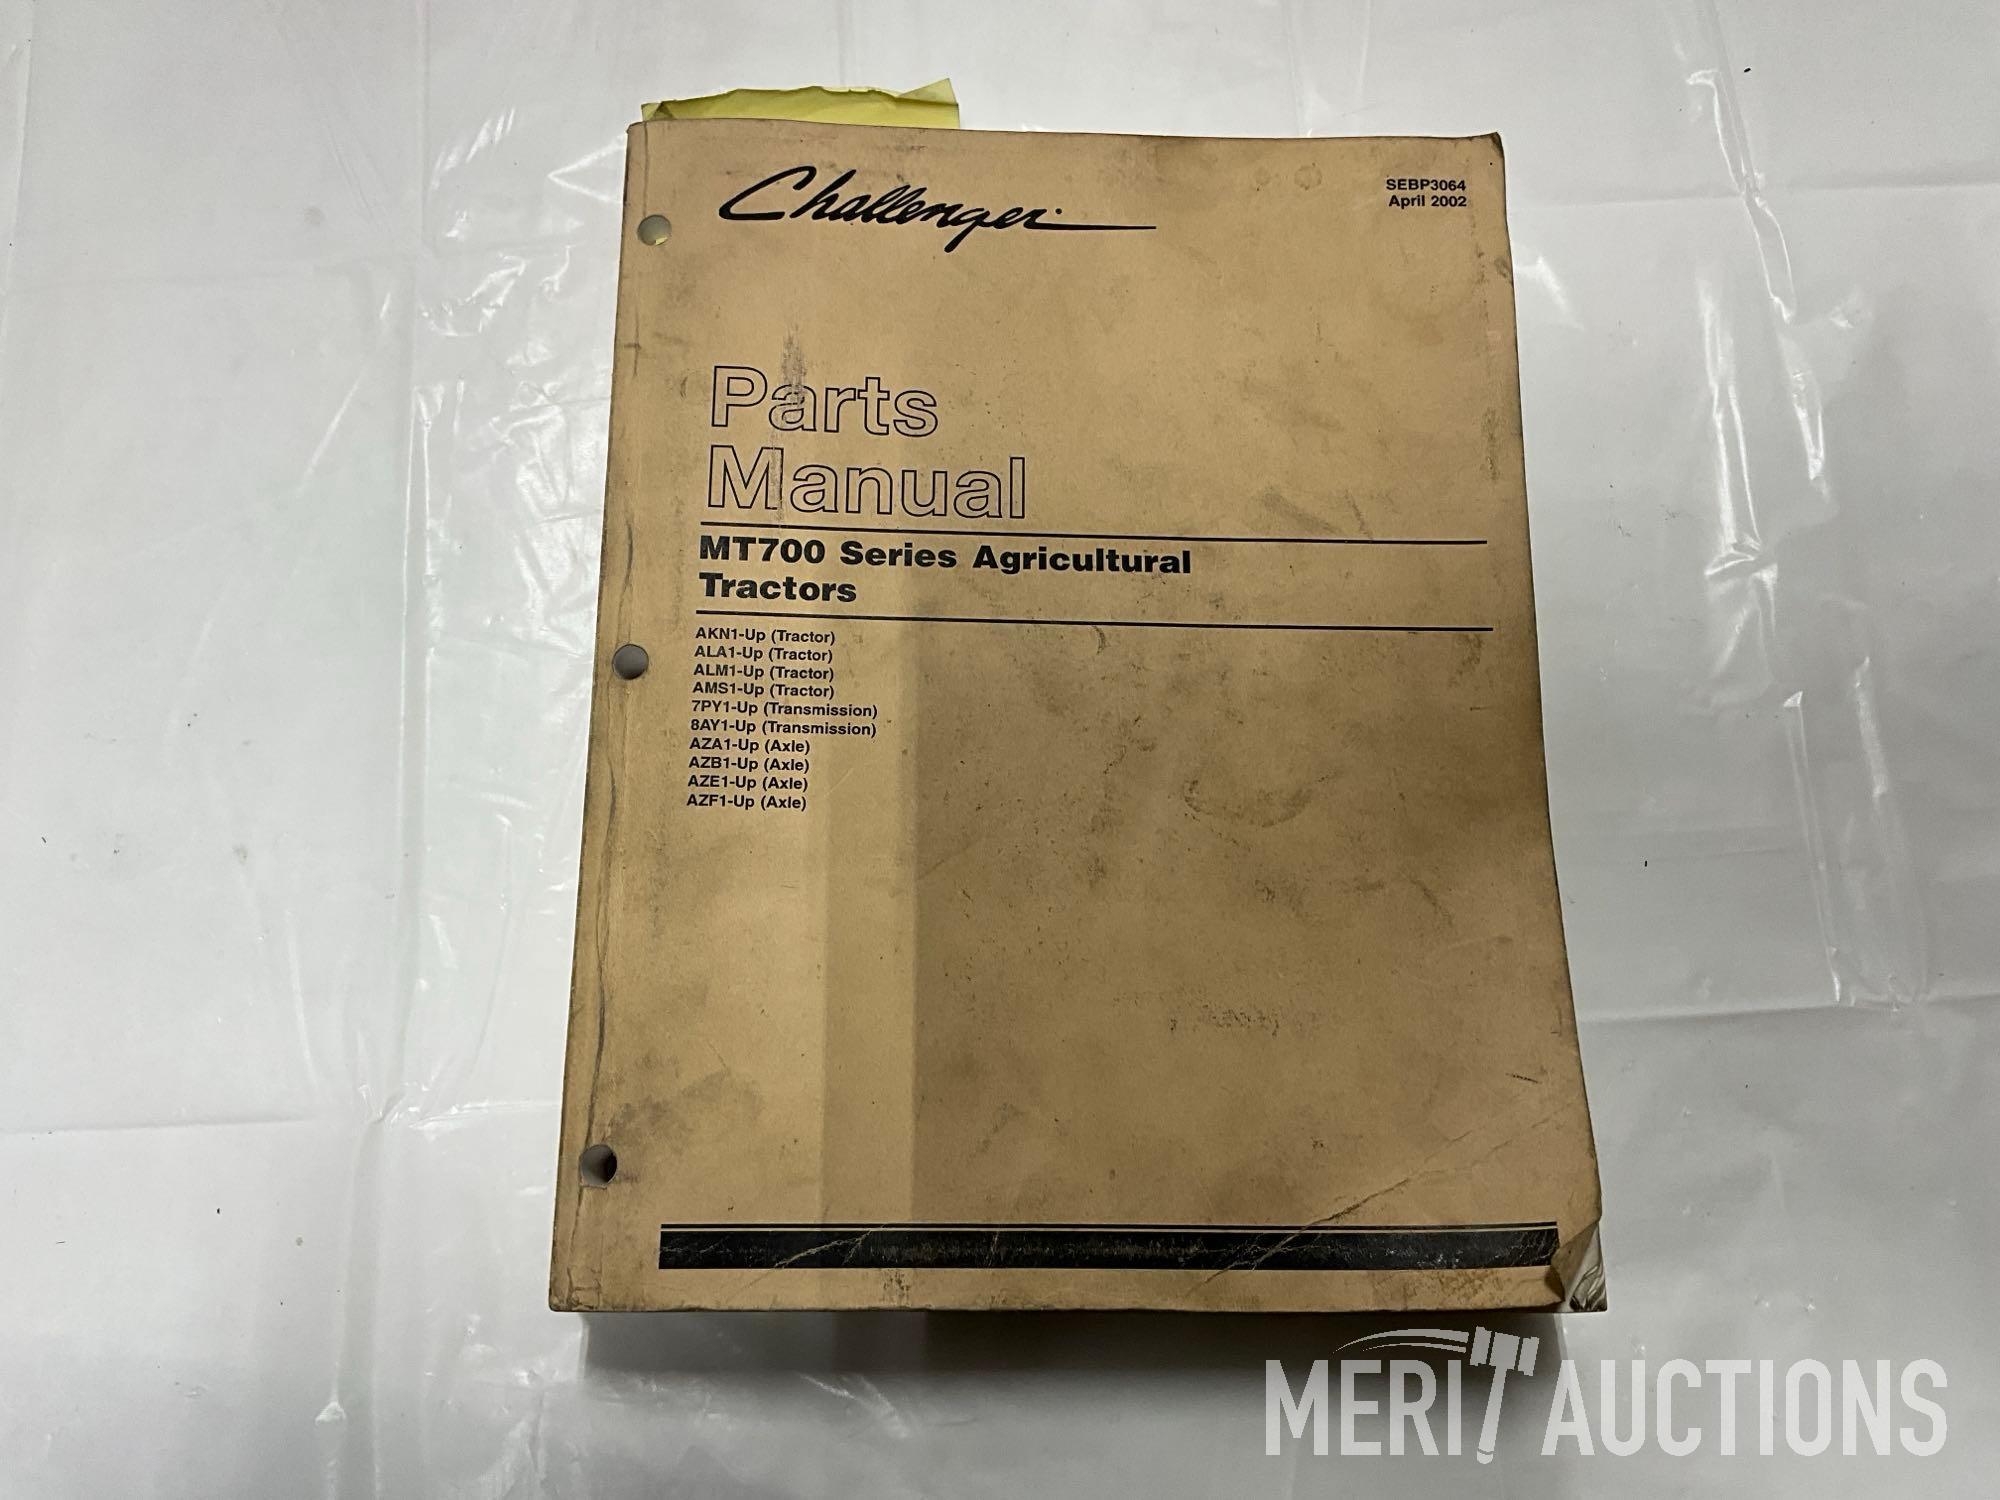 Challenger
SEBP3064
April 2002
Parts
Manual
MT700 Series Agricultural
Tractors
AKN1-Up (Tractor)
ALA1-Up (Tractor)
ALM1-Up (Tractor)
AMS1-Up (Tractor)
7PY1-Up (Transmission)
8AY1-Up (Transmission)
AZA1-Up (Axle)
AZB1-Up (Axle)
AZE1-Up (Axle)
AZF1-Up (Axle)
MERIT AUCTIONS